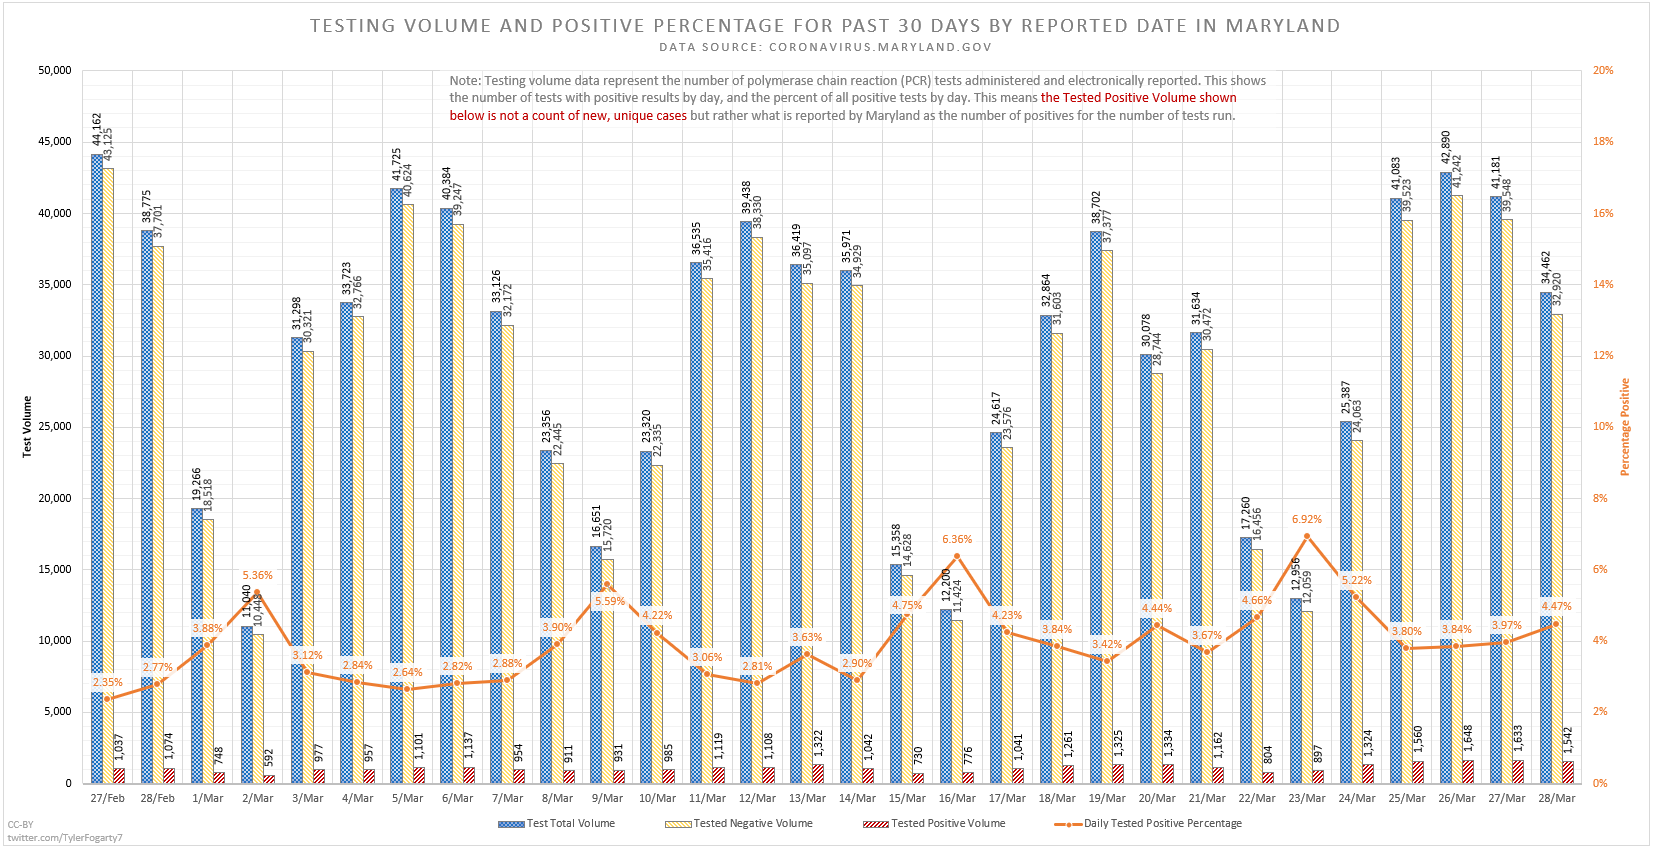 TESTING VOLUME AND POSITIVE PERCENTAGE FOR PAST 30 DAYS BY REPORTED DATE IN MARYLAND
DATA SOURCE: CORONAVIRUS.MARYLAND.GOV
Note: Testing volume data represent the number of polymerase chain reaction (PCR) tests administered and electronically reported. This shows
the number of tests with positive results by day, and the percent of all positive tests by day. This means the Tested Positive Volume shown
below is not a count of new, unique cases but rather what is reported by Maryland as the number of positives for the number of tests run.
Test Volume
50,000
45,000
40,000
35,000
30,000
25,000
20,000
15,000
10,000
5,000
0
44,162 43,125 2.35% 1,037
38,775 37,701 2.77% 1,074
19,266 18,518 3.88% 748
11,040 10,448 5.36% 592
31,298 30,321 3.12% 977
33,723 32,766 2.84% 957
41,725 40,624 2.64% 1,101
40,384 39,247 2.82% 1,137
33,126 32,172 2.88% 954
23,356 22,445 3.90% 911
16,651 15,720 5.59% 931
23,320 22,335 4.22% 985
36,535 35,416 3.06% 1,119
39,438 38,330 2.81% 1,108
36,419 35,097 3.63% 1,322
35,971 34,929 2.90% 1,042
15,358 14,628 4.75% 730
12,200 11,424 6.36% 776
24,617 23,576 4.23% 1,041
32,864 31,603 3.84% 1,261
38,702 37,377 3.42% 1,325
30,078 28,744 4.44% 1,334
31,634 30,472 3.67% 1,162
17,260 16,456 4.66% 804
12,956 12,059 6.92% 897
25,387 24,063 5.22% 1,324
41,083 39,523 3.80% 1,560
42,890 41,242 3.84% 1,648
41,181 39,548 3.97% 1,633
34,462 32,920 4.47% 1,542
20%
18%
16%
14%
12%
10%
8%
6%
4%
2%
0%
Percentage Positive
27/Feb 28/Feb 1/Mar 2/Mar 3/Mar 4/Mar 5/Mar 6/Mar 7/Mar 8/Mar 9/Mar 10/Mar 11/Mar 12/Mar 13/Mar 14/Mar 15/Mar 16/Mar 17/Mar 18/Mar 19/Mar 20/Mar 21/Mar 22/Mar 23/Mar 24/Mar 25/Mar 26/Mar 27/Mar 28/Mar
Test Total Volume Tested Negative Volume Tested Positive Volume Daily Tested Positive Percentage
CC-BY
twitter.com/TylerFogarty7